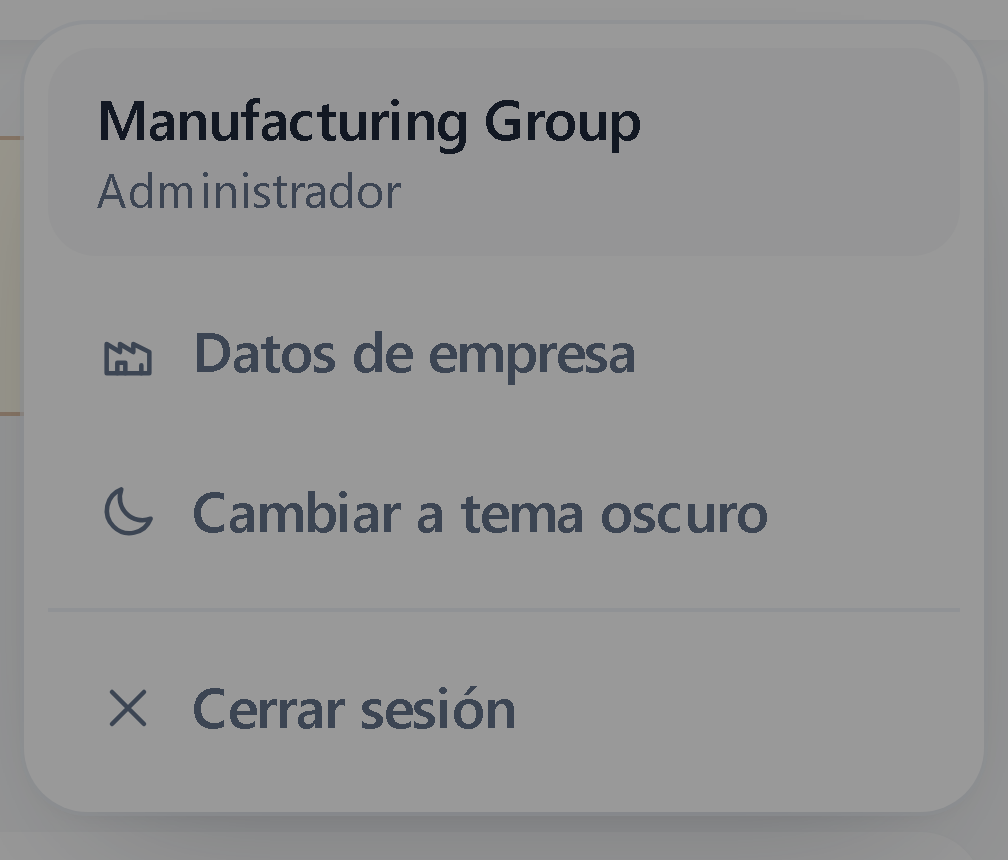 Manufacturing Group
Administrador
Datos de empresa
Cambiar a tema oscuro
Cerrar sesión